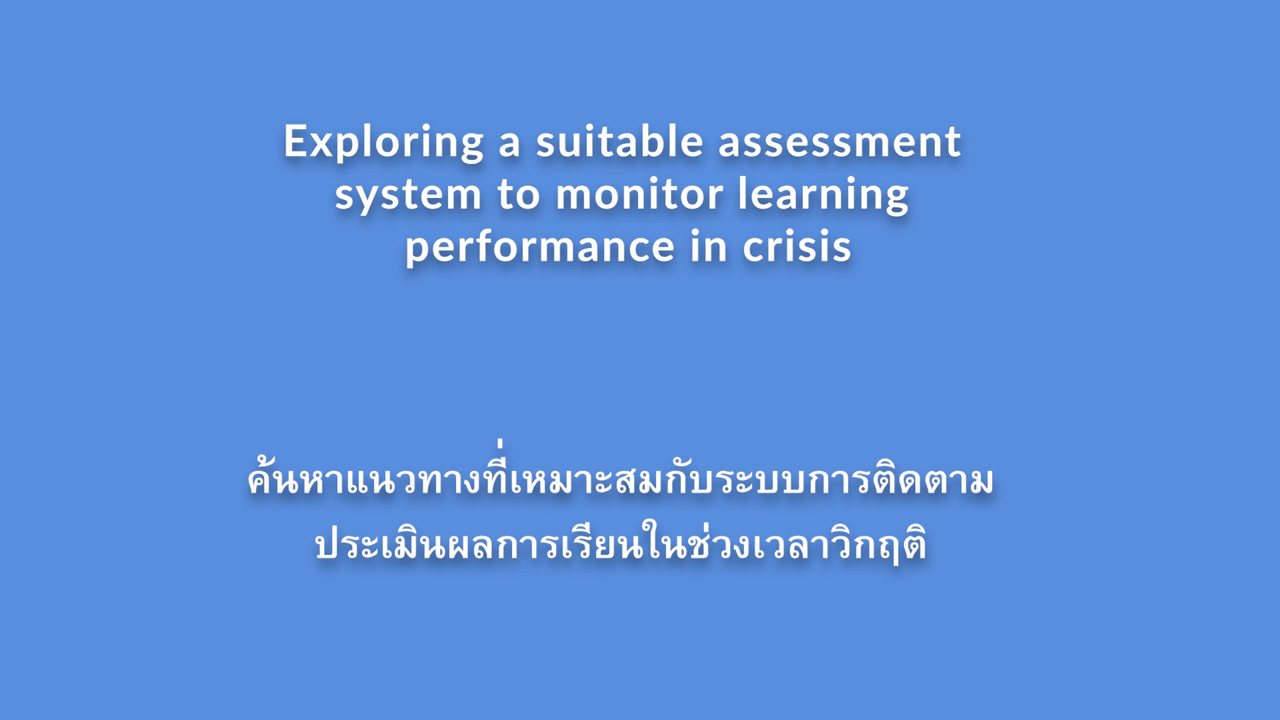 Exploring a suitable assessment
system to monitor learning
performance in crisis
ค้นหาแนวทางที่เหมาะสมกับระบบการติดตาม
ประเมินผลการเรียนในช่วงเวลาวิกฤติ